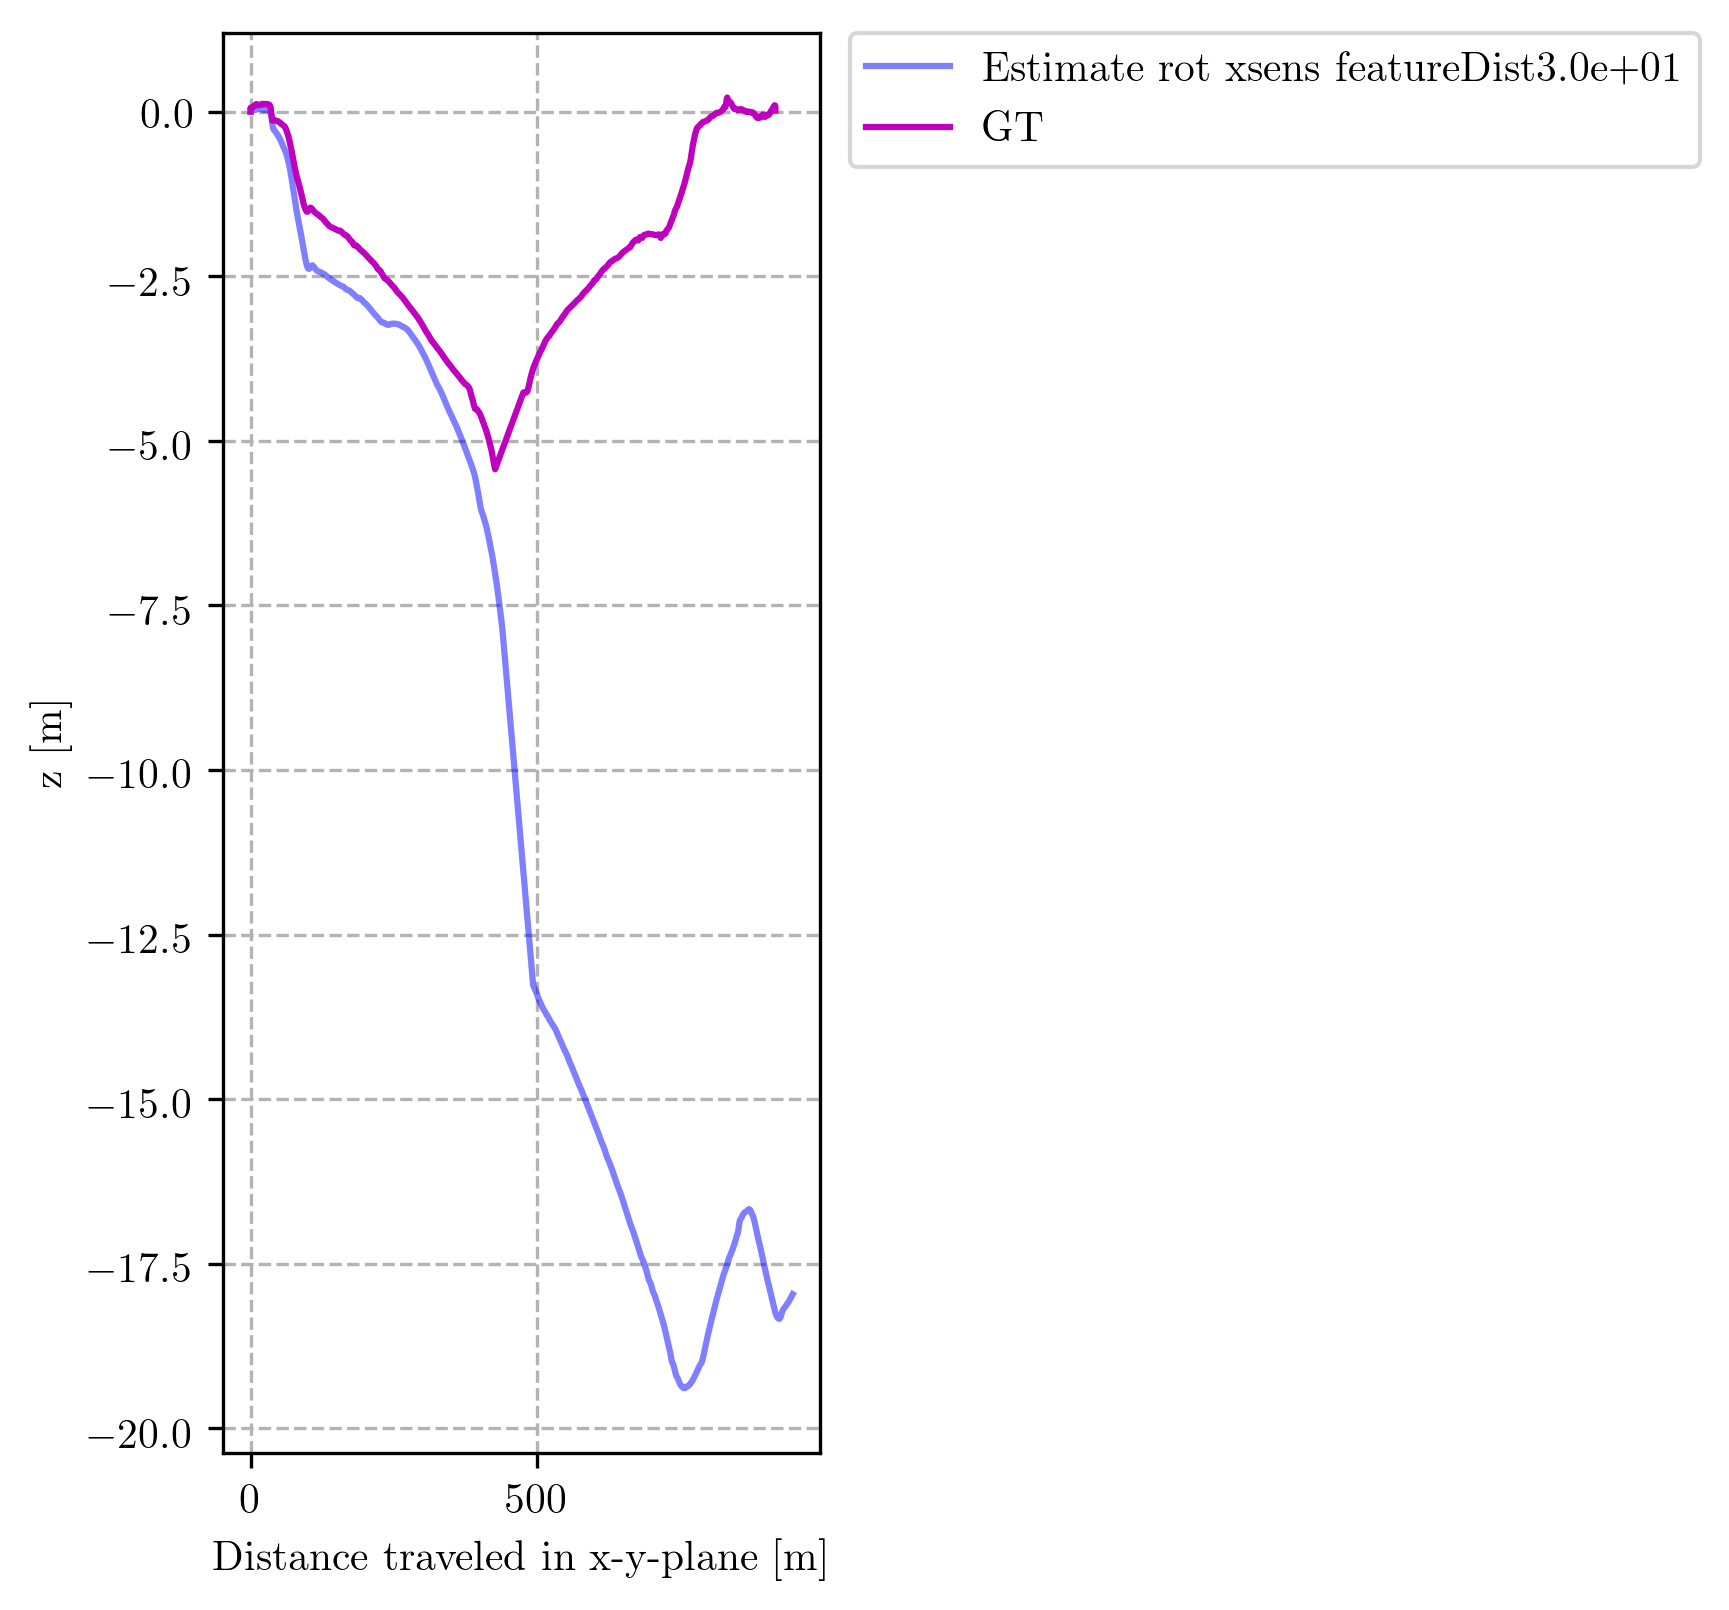 Estimate rot xsens featureDist3.0e+01
GT
0.0
−2.5
−5.0
−7.5
−10.0
−12.5
−15.0
−17.5
−20.0
z [m]
0 500
Distance traveled in x-y-plane [m]